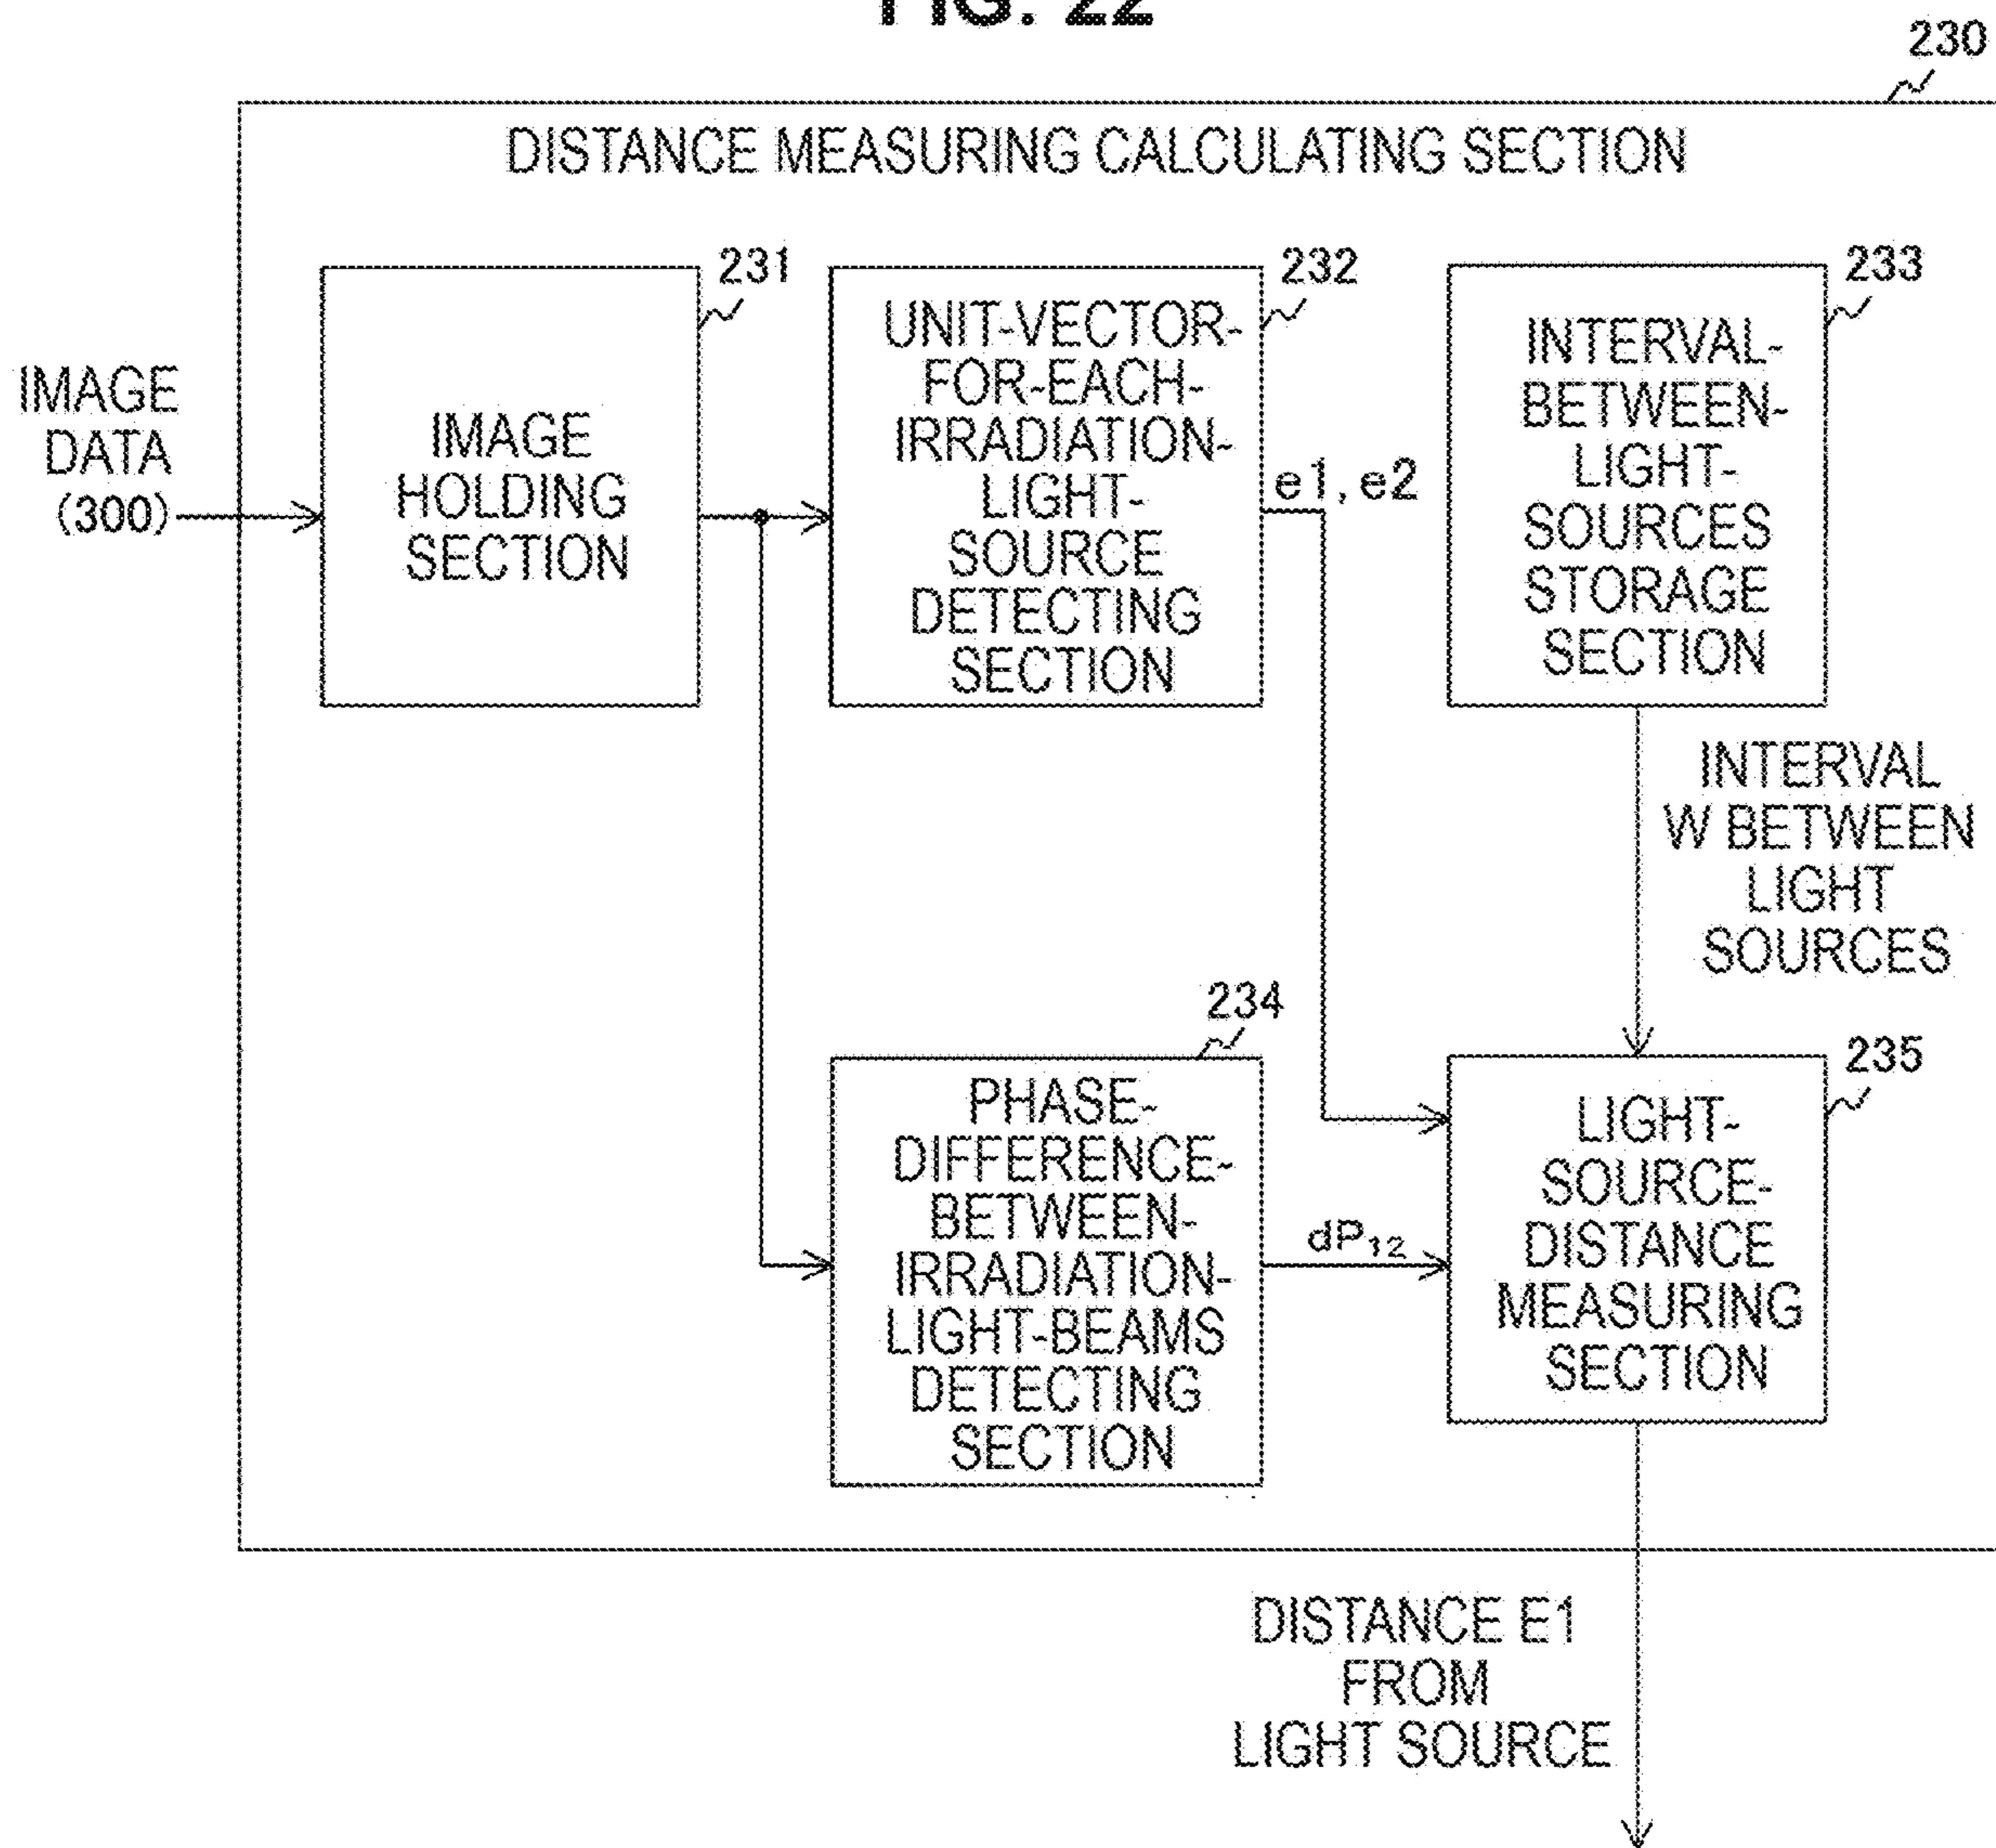 FIG. 22
230
DISTANCE MEASURING CALCULATING SECTION
IMAGE
DATA
(300)
231
IMAGE
HOLDING
SECTION
232
UNIT-VECTOR-
FOR-EACH-
IRRADIATION-
LIGHT-
SOURCE
DETECTING
SECTION
e1, e2
233
INTERVAL-
BETWEEN-
LIGHT-
SOURCES
STORAGE
SECTION
INTERVAL
W BETWEEN
LIGHT
SOURCES
234
PHASE-
DIFFERENCE-
BETWEEN-
IRRADIATION-
LIGHT-BEAMS
DETECTING
SECTION
dP₁₂
235
LIGHT-
SOURCE-
DISTANCE
MEASURING
SECTION
DISTANCE E1
FROM
LIGHT SOURCE